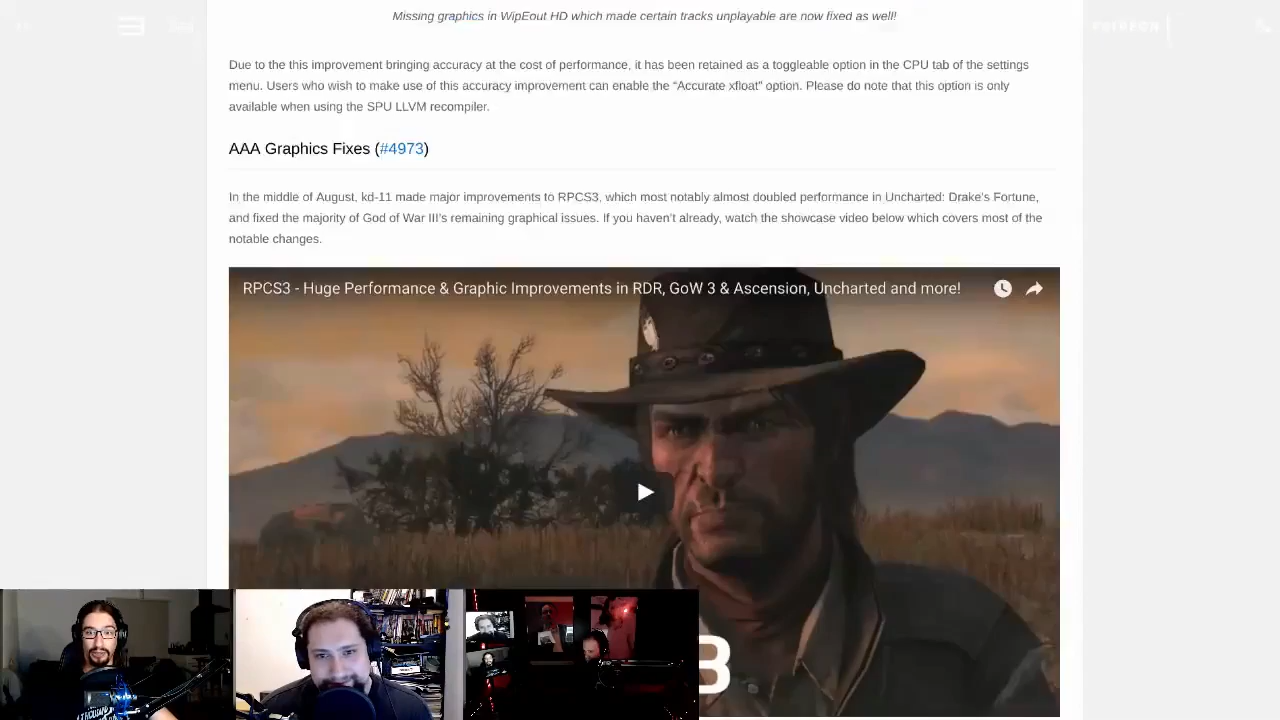 Missing graphics in WipEout HD which made certain tracks unplayable are now fixed as well!
PATREON
Due to the this improvement bringing accuracy at the cost of performance, it has been retained as a toggleable option in the CPU tab of the settings
menu. Users who wish to make use of this accuracy improvement can enable the “Accurate xfloat” option. Please do note that this option is only
available when using the SPU LLVM recompiler.
AAA Graphics Fixes (#4973)
In the middle of August, kd-11 made major improvements to RPCS3, which most notably almost doubled performance in Uncharted: Drake's Fortune,
and fixed the majority of God of War III's remaining graphical issues. If you haven't already, watch the showcase video below which covers most of the
notable changes.
RPCS3 - Huge Performance & Graphic Improvements in RDR, GoW 3 & Ascension, Uncharted and more!
3